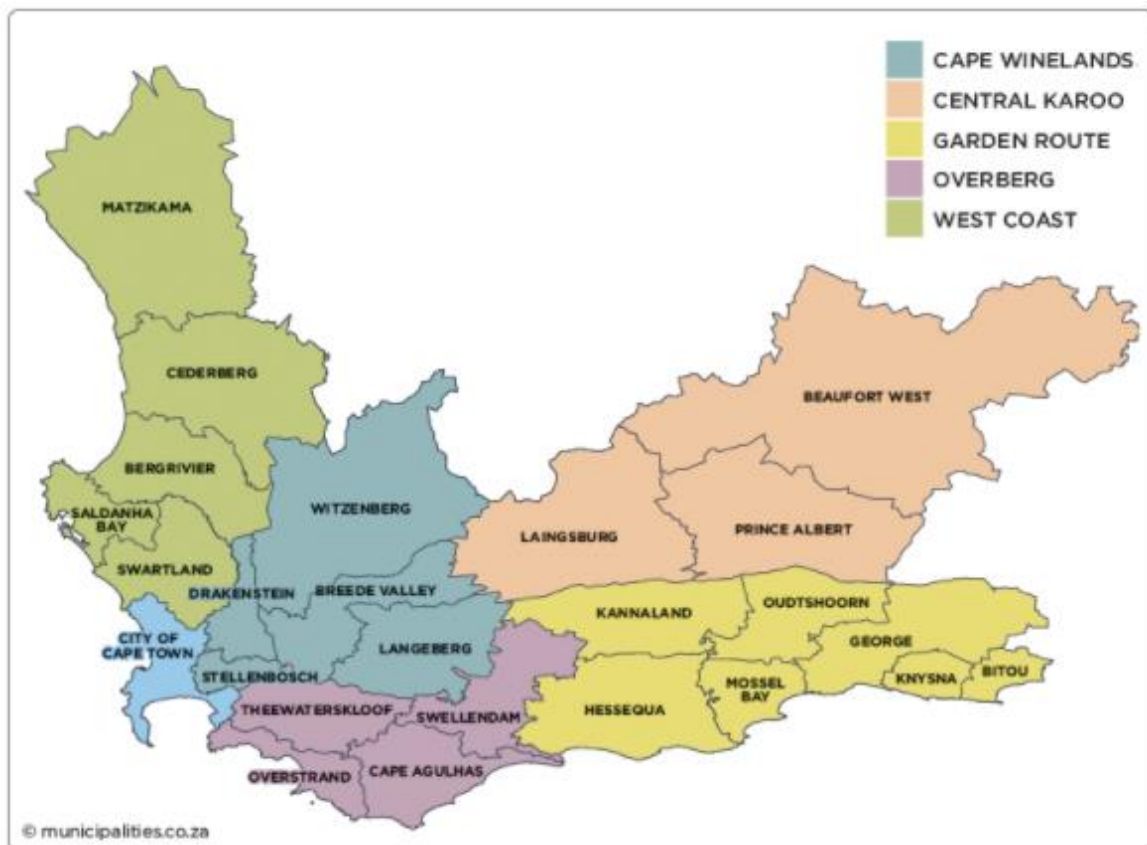 CAPE WINELANDS
CENTRAL KAROO
GARDEN ROUTE
OVERBERG
WEST COAST
MATZIKAMA
CEDERBERG
BEAUFORT WEST
BERGRIVIER
SALDANHA
BAY
WITZENBERG
LAINGSBURG
PRINCE ALBERT
SWARTLAND
DRAKENSTEIN
BREEDE VALLEY
KANNALAND
OUDTSHOORN
CITY OF
CAPE TOWN
LANGEBERG
GEORGE
STELLENBOSCH
MOSSEL
BAY
KNYSNA
BITOU
THEEWATERSKLOOF
SWELLENDAM
HESSEQUA
OVERSTRAND
CAPE AGULHAS
© municipalities.co.za